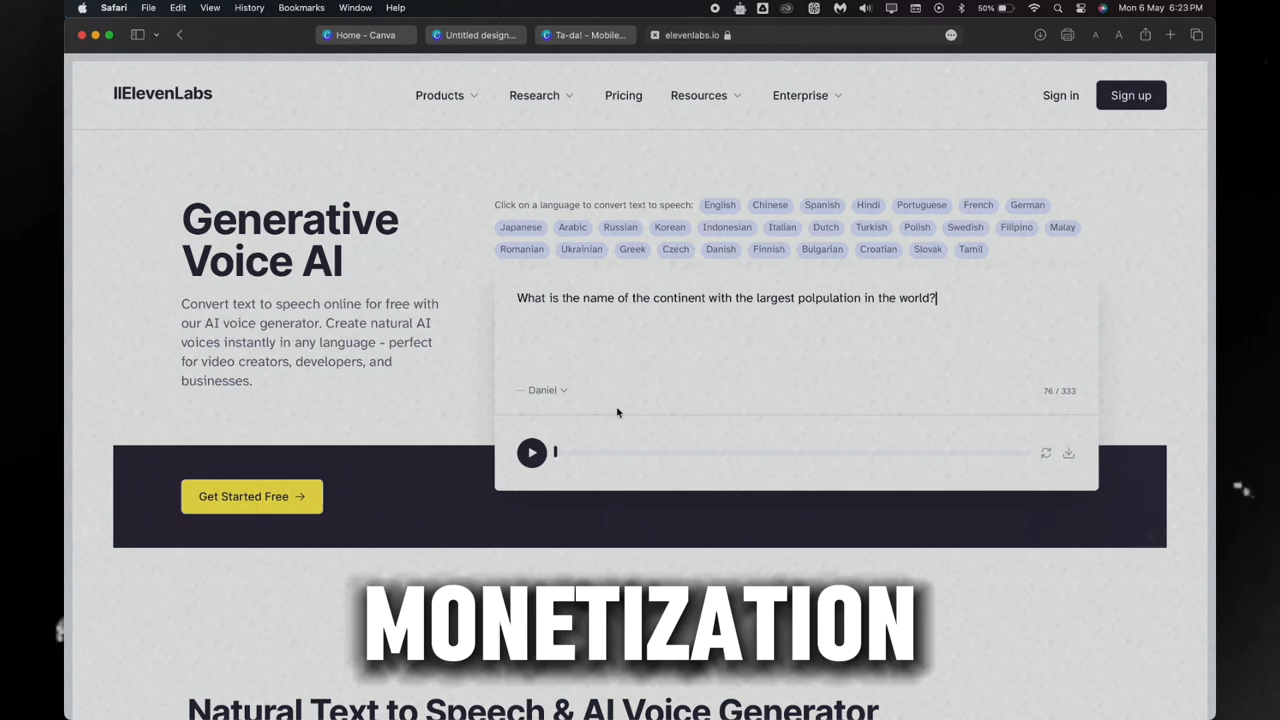 Safari File Edit View History Bookmarks Window Help 50% Mon 6 May 6:23PM
Home - Canva Untitled design... Ta-da! - Mobile... elevenlabs.io
IIElevenLabs Products Research Pricing Resources Enterprise Sign in Sign up
Generative
Voice AI
Convert text to speech online for free with
our AI voice generator. Create natural AI
voices instantly in any language - perfect
for video creators, developers, and
businesses.
Get Started Free →
Click on a language to convert text to speech: English Chinese Spanish Hindi Portuguese French German
Japanese Arabic Russian Korean Indonesian Italian Dutch Turkish Polish Swedish Filipino Malay
Romanian Ukrainian Greek Czech Danish Finnish Bulgarian Croatian Slovak Tamil
What is the name of the continent with the largest polpulation in the world?
— Daniel 76 / 333
MONETIZATION
Natural Text to Speech & AI Voice Generator